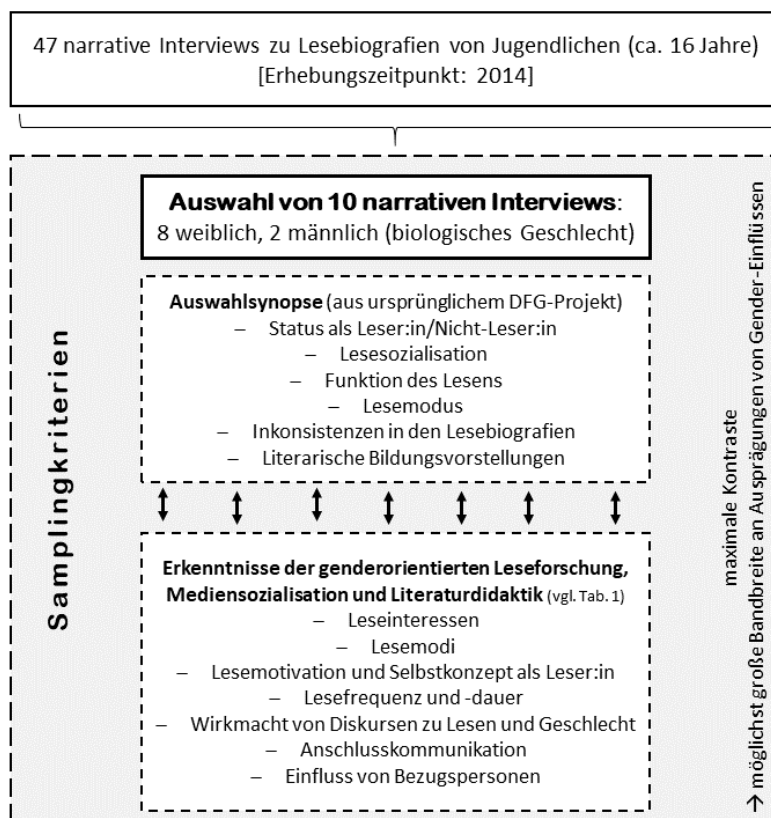 47 narrative Interviews zu Lesebiografien von Jugendlichen (ca. 16 Jahre)
[Erhebungszeitpunkt: 2014]
Samplingkriterien
Auswahl von 10 narrativen Interviews:
8 weiblich, 2 männlich (biologisches Geschlecht)
Auswahlsynopse (aus ursprünglichem DFG-Projekt)
– Status als Leser:in/Nicht-Leser:in
– Lesesozialisation
– Funktion des Lesens
– Lesemodus
– Inkonsistenzen in den Lesebiografien
– Literarische Bildungsvorstellungen
Erkenntnisse der genderorientierten Leseforschung,
Mediensozialisation und Literaturdidaktik (vgl. Tab. 1)
– Leseinteressen
– Lesemodi
– Lesemotivation und Selbstkonzept als Leser:in
– Lesefrequenz und -dauer
– Wirkmacht von Diskursen zu Lesen und Geschlecht
– Anschlusskommunikation
– Einfluss von Bezugspersonen
maximale Kontraste
→ möglichst große Bandbreite an Ausprägungen von Gender-Einflüssen